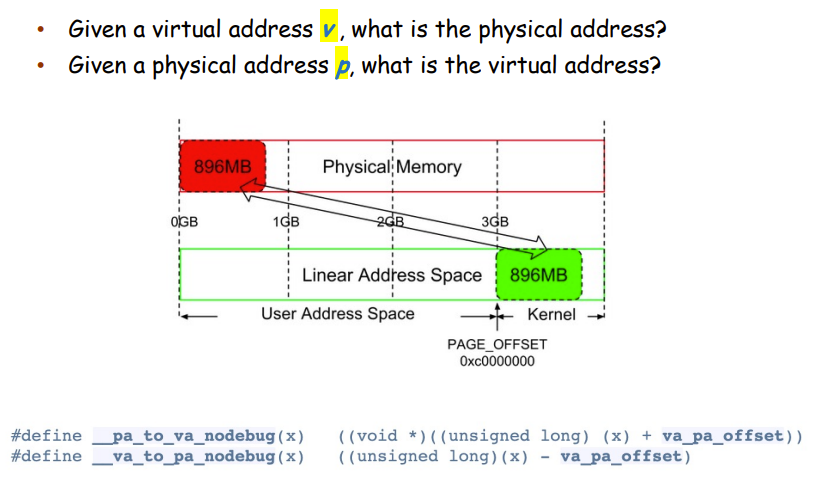 • Given a virtual address v, what is the physical address?
• Given a physical address p, what is the virtual address?
896MB Physical Memory
0GB 1GB 2GB 3GB
Linear Address Space 896MB
User Address Space Kernel
PAGE_OFFSET
0xc0000000
#define __pa_to_va_nodebug(x) ((void *)((unsigned long) (x) + va_pa_offset))
#define __va_to_pa_nodebug(x) ((unsigned long)(x) - va_pa_offset)